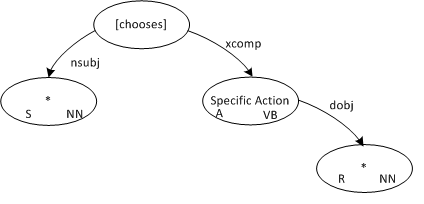 [chooses]
nsubj
xcomp
*
S NN
Specific Action
A VB
dobj
*
R NN